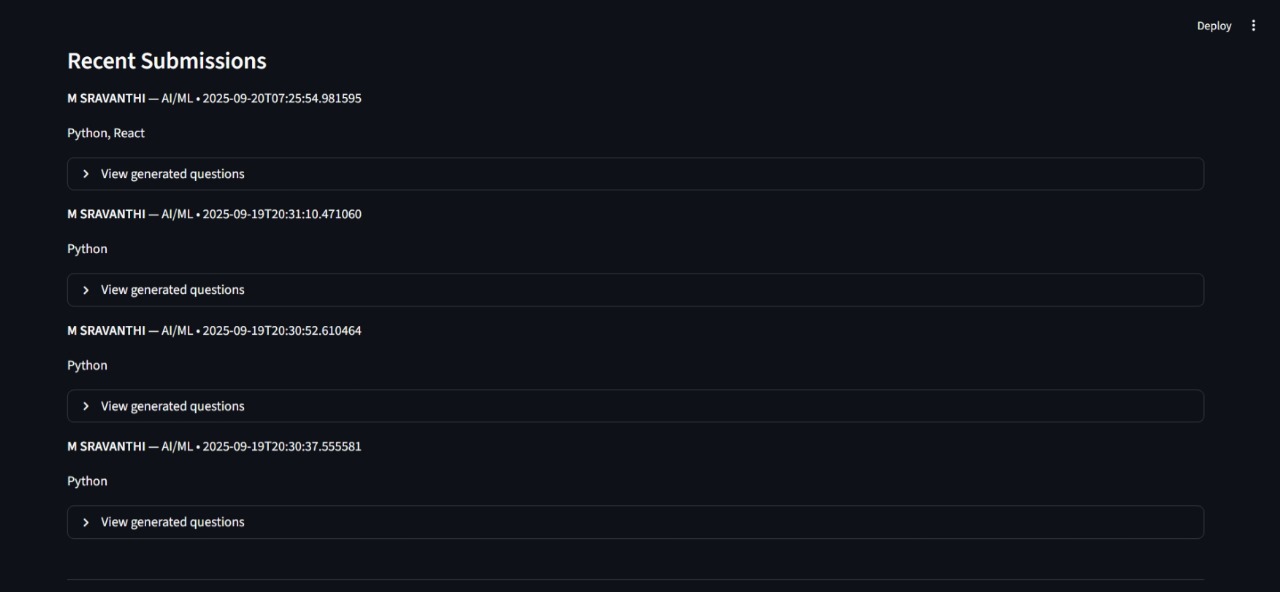 Deploy
Recent Submissions
M SRAVANTHI — AI/ML • 2025-09-20T07:25:54.981595
Python, React
View generated questions
M SRAVANTHI — AI/ML • 2025-09-19T20:31:10.471060
Python
View generated questions
M SRAVANTHI — AI/ML • 2025-09-19T20:30:52.610464
Python
View generated questions
M SRAVANTHI — AI/ML • 2025-09-19T20:30:37.555581
Python
View generated questions